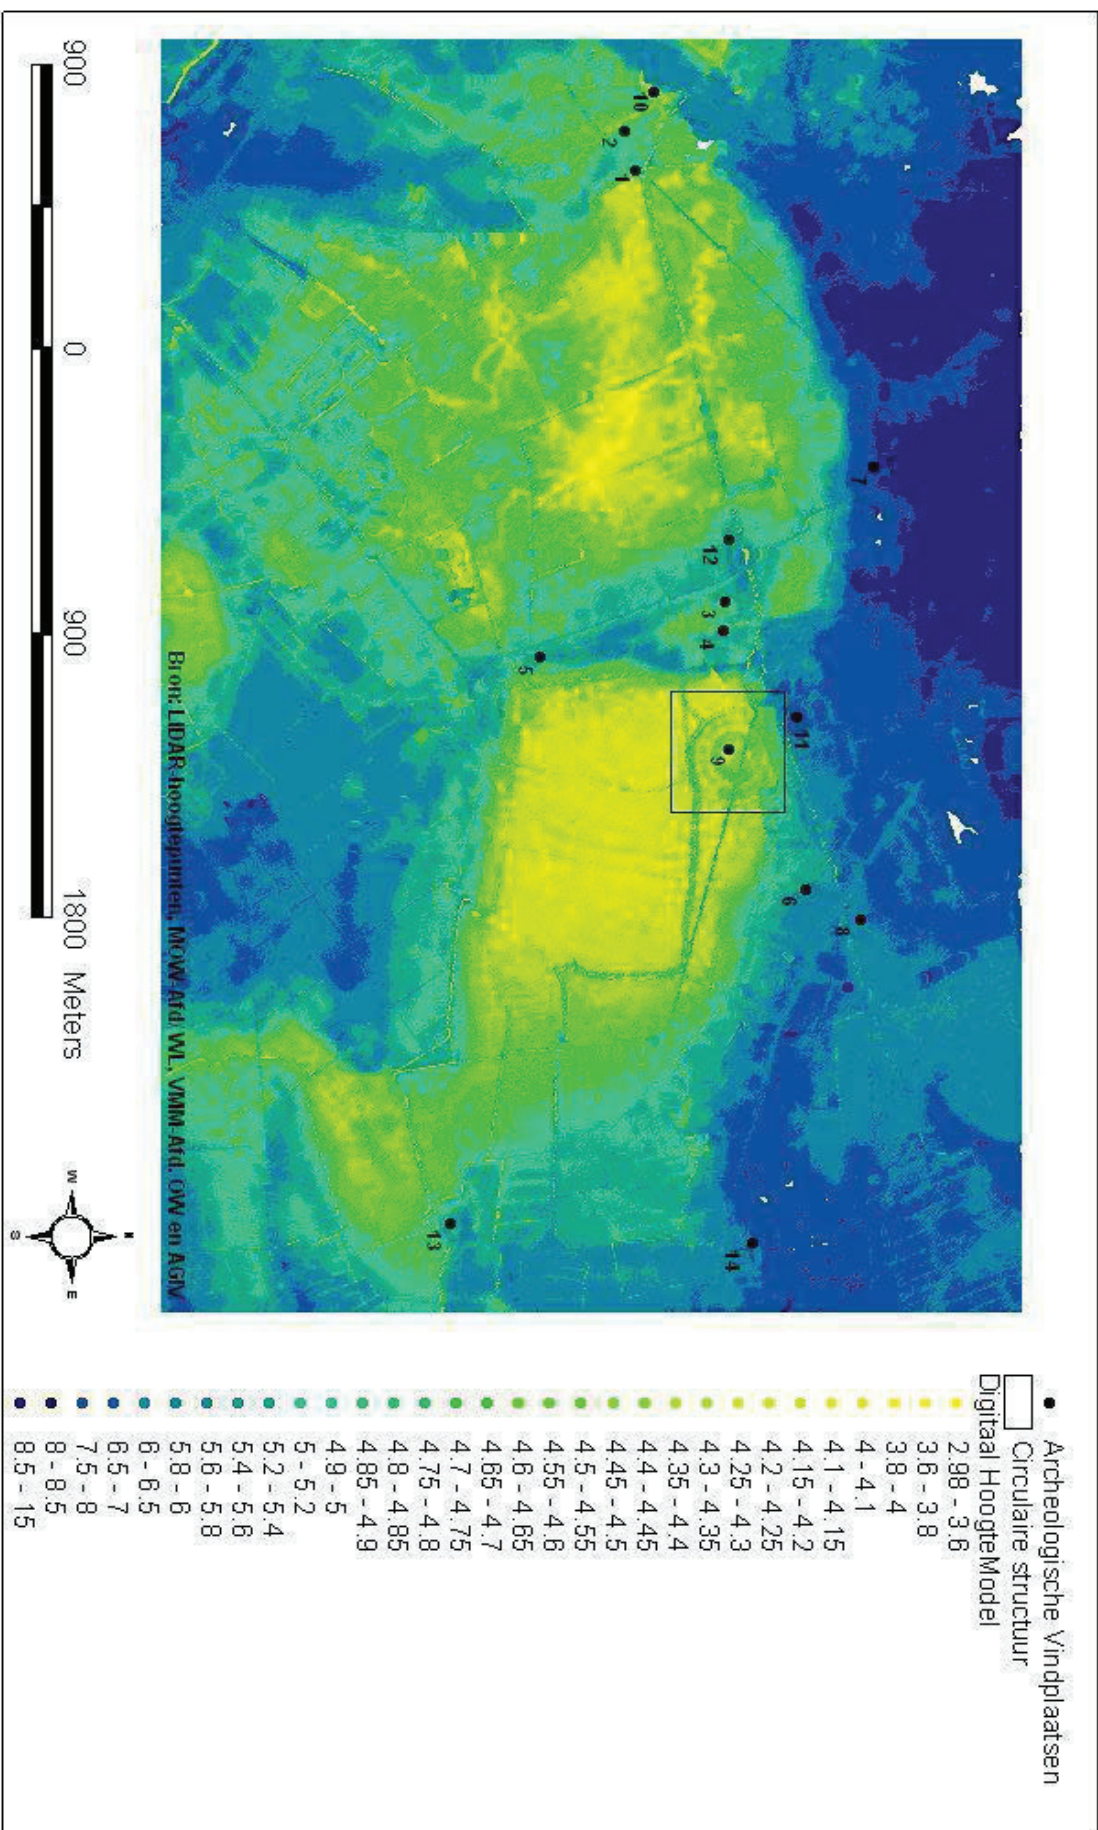 Archeologische Vindplaatsen
Circulaire structuur
Digitaal HoogteModel
2.98 - 3.6
3.6 - 3.8
3.8 - 4
4 - 4.1
4.1 - 4.15
4.15 - 4.2
4.2 - 4.25
4.25 - 4.3
4.3 - 4.35
4.35 - 4.4
4.4 - 4.45
4.45 - 4.5
4.5 - 4.55
4.55 - 4.6
4.6 - 4.65
4.65 - 4.7
4.7 - 4.75
4.75 - 4.8
4.8 - 4.85
4.85 - 4.9
4.9 - 5
5 - 5.2
5.2 - 5.4
5.4 - 5.6
5.6 - 5.8
5.8 - 6
6 - 6.5
6.5 - 7
7.5 - 8
8 - 8.5
8.5 - 15
7
8
6
11
14
12
3
4
9
10
2
1
5
13
Bron: LIDAR-hoogtepunten, MOW-Afd. WL, VMM-Afd. OW en AGIV
900 0 900 1800 Meters
N
W E
S